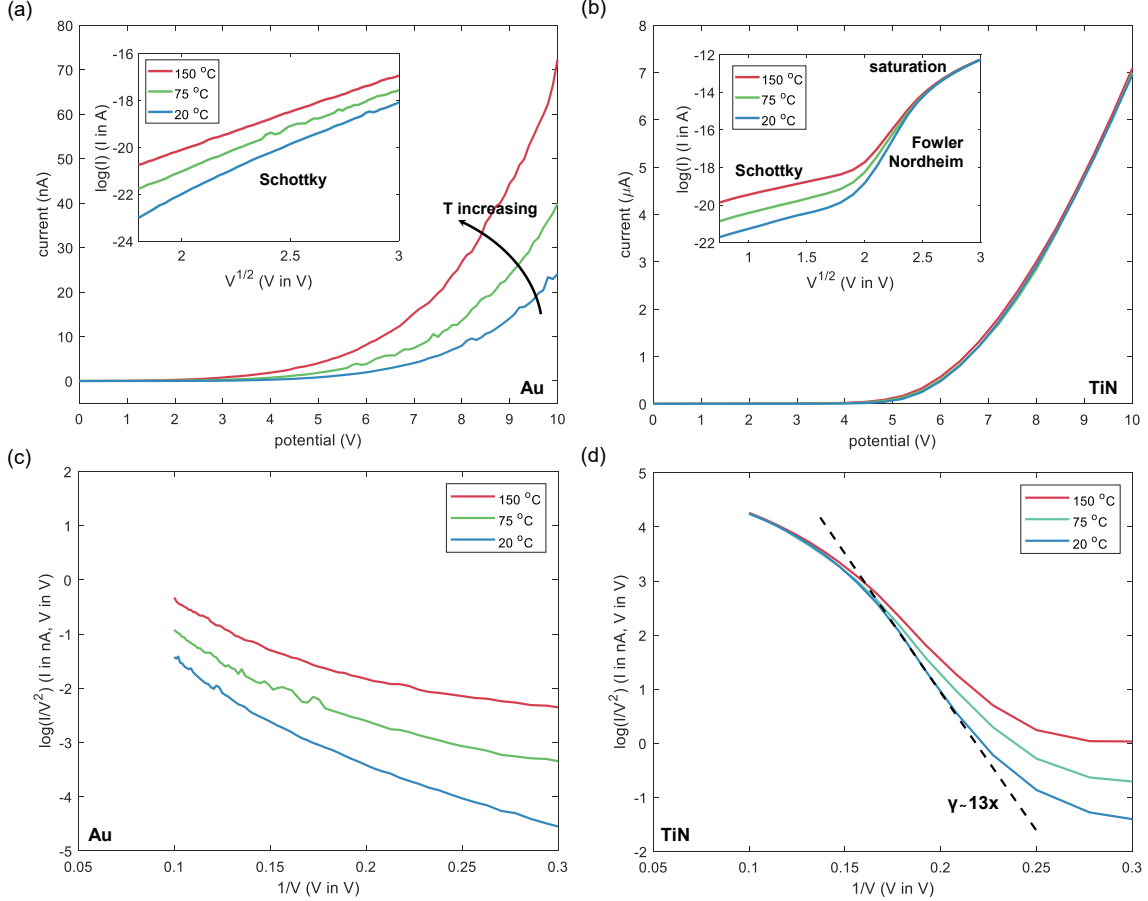 (a)
80
70
60
50
40
30
20
10
0
current (nA)
0 1 2 3 4 5 6 7 8 9 10
potential (V)
Au
T increasing
-16
-18
-20
-22
-24
log(I) (I in A)
2 2.5 3
V^1/2 (V in V)
150 °C
75 °C
20 °C
Schottky
(b)
8
7
6
5
4
3
2
1
0
current (μA)
0 1 2 3 4 5 6 7 8 9 10
potential (V)
TiN
-12
-14
-16
-18
-20
-22
log(I) (I in A)
1 1.5 2 2.5 3
V^1/2 (V in V)
150 °C
75 °C
20 °C
saturation
Schottky
Fowler
Nordheim
(c)
2
1
0
-1
-2
-3
-4
-5
log(I/V^2) (I in nA, V in V)
0.05 0.1 0.15 0.2 0.25 0.3
1/V (V in V)
150 °C
75 °C
20 °C
Au
(d)
5
4
3
2
1
0
-1
-2
log(I/V^2) (I in nA, V in V)
0.05 0.1 0.15 0.2 0.25 0.3
1/V (V in V)
150 °C
75 °C
20 °C
γ~13x
TiN